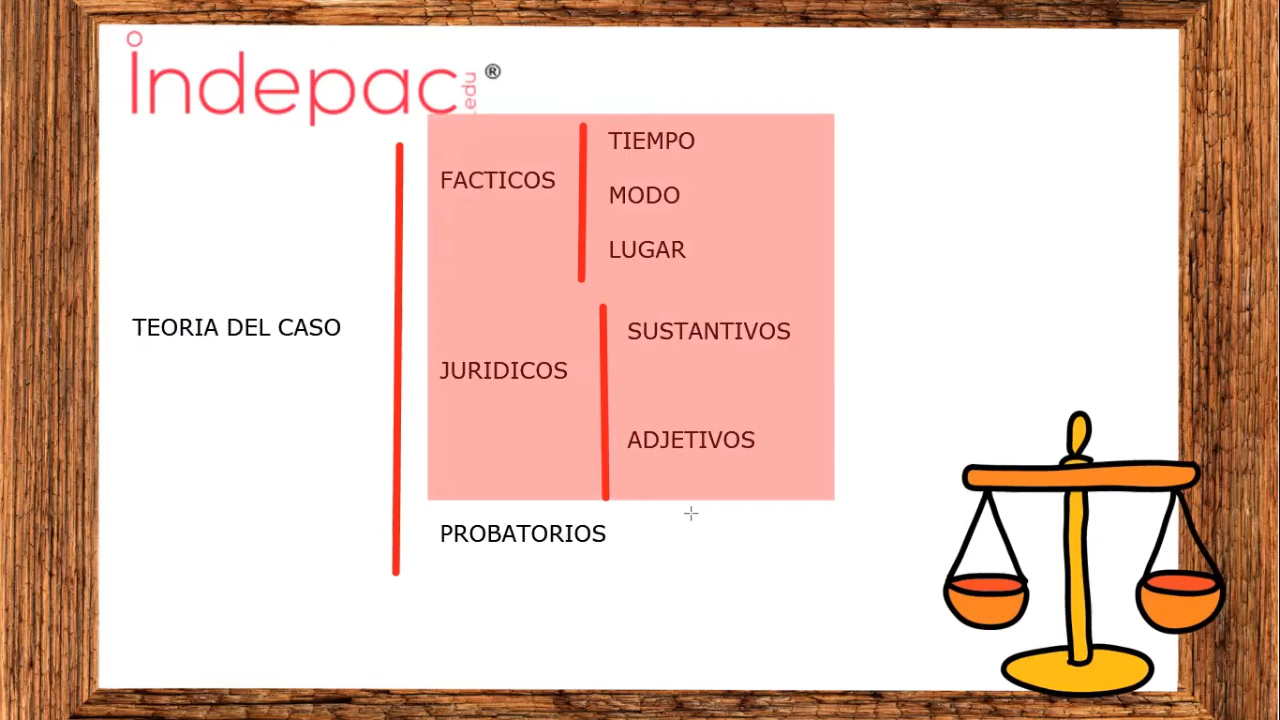 indepac.edu ®
TIEMPO
FACTICOS
MODO
LUGAR
TEORIA DEL CASO
SUSTANTIVOS
JURIDICOS
ADJETIVOS
PROBATORIOS